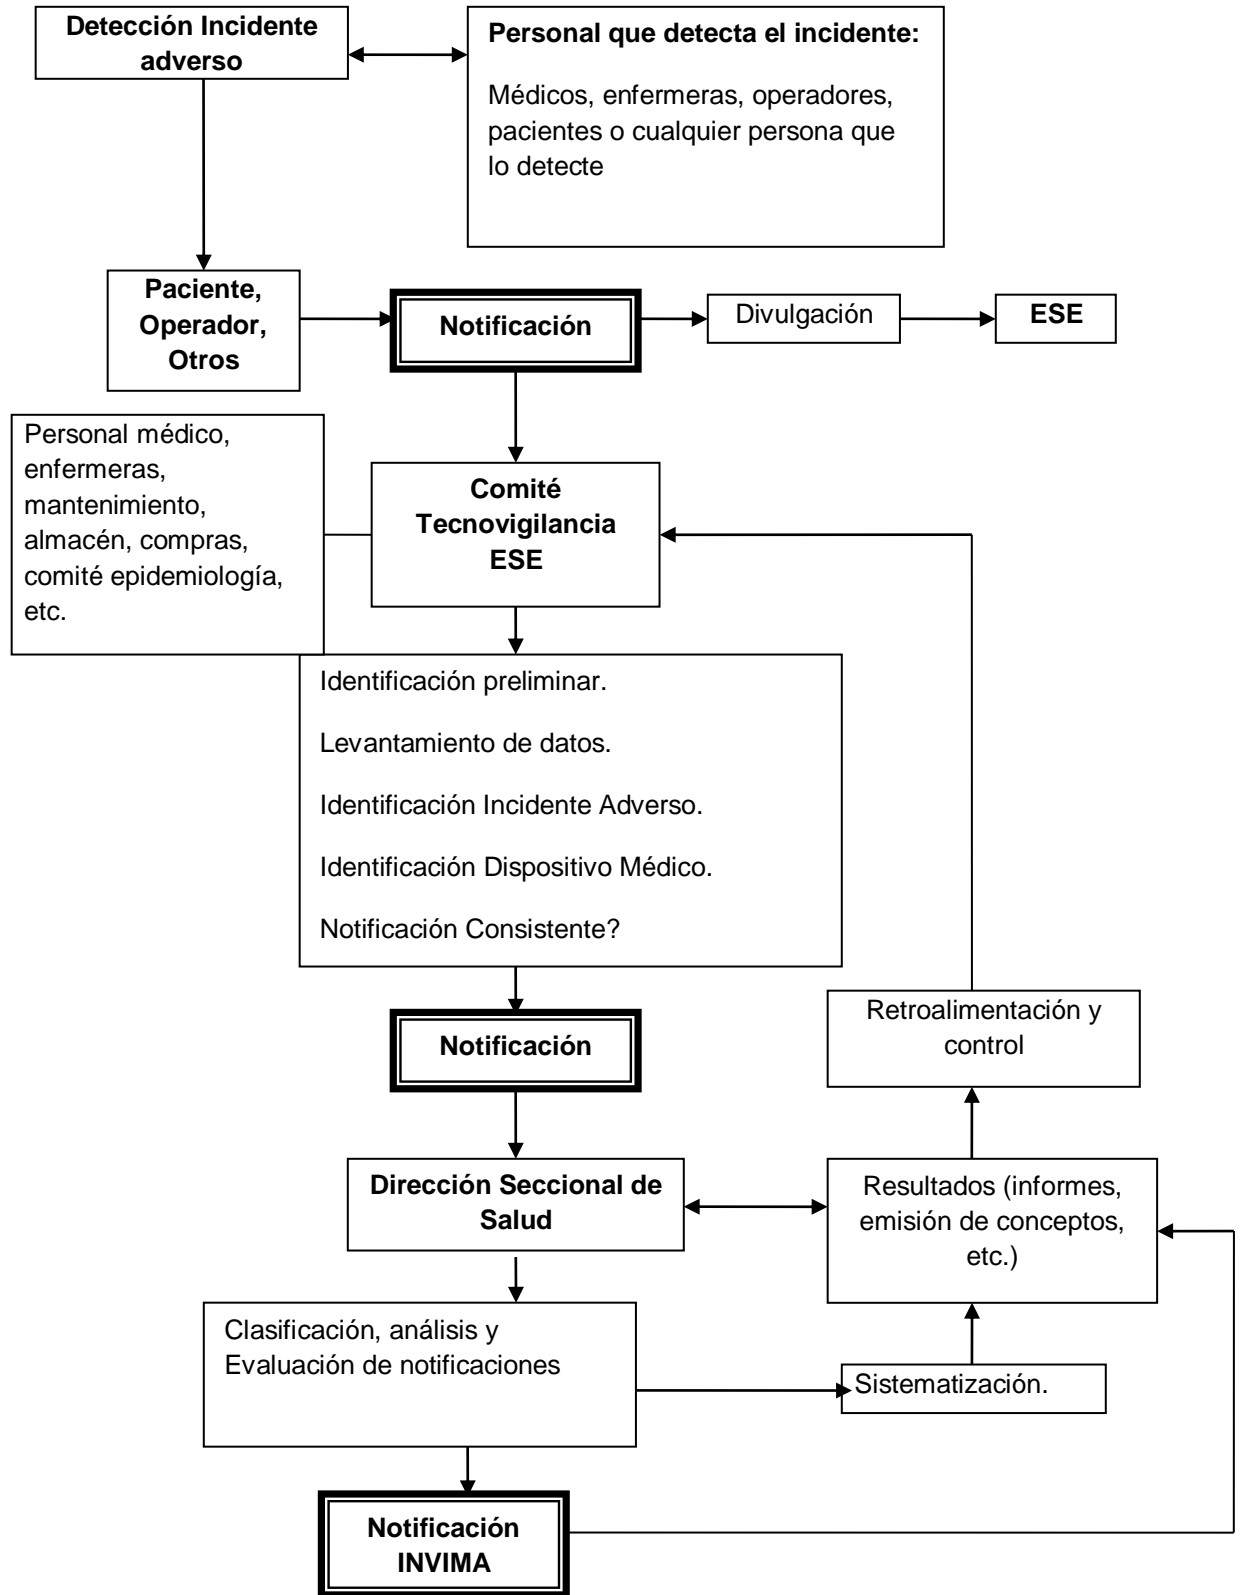 Detección Incidente
adverso
Personal que detecta el incidente:
Médicos, enfermeras, operadores,
pacientes o cualquier persona que
lo detecte
Paciente,
Operador,
Otros
Notificación
Divulgación
ESE
Personal médico,
enfermeras,
mantenimiento,
almacén, compras,
comité epidemiología,
etc.
Comité
Tecnovigilancia
ESE
Identificación preliminar.
Levantamiento de datos.
Identificación Incidente Adverso.
Identificación Dispositivo Médico.
Notificación Consistente?
Notificación
Retroalimentación y
control
Dirección Seccional de
Salud
Resultados (informes,
emisión de conceptos,
etc.)
Clasificación, análisis y
Evaluación de notificaciones
Sistematización.
Notificación
INVIMA